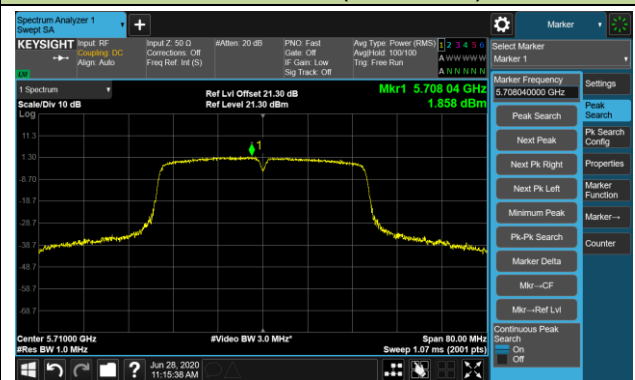 Spectrum Analyzer 1
Swept SA
Marker
KEYSIGHT
Input: RF
Coupling: DC
Align: Auto
Input Z: 50 Ω
Corrections: Off
Freq Ref: Int (S)
#Atten: 20 dB
PNO: Fast
Gate: Off
IF Gain: Low
Sig Track: Off
Avg Type: Power (RMS)
Avg|Hold: 100/100
Trig: Free Run
1 2 3 4 5 6
A W W W W W
A N N N N N
Select Marker
Marker 1
1 Spectrum
Scale/Div 10 dB
Log
Ref Lvl Offset 21.30 dB
Ref Level 21.30 dBm
Mkr1 5.708 04 GHz
1.858 dBm
11.3
1.30
-8.70
-18.7
-28.7
-38.7
-48.7
-58.7
-68.7
1
Center 5.71000 GHz
#Res BW 1.0 MHz
#Video BW 3.0 MHz*
Span 80.00 MHz
Sweep 1.07 ms (2001 pts)
Marker Frequency
5.708040000 GHz
Peak Search
Next Peak
Next Pk Right
Next Pk Left
Minimum Peak
Pk-Pk Search
Marker Delta
Mkr→CF
Mkr→Ref Lvl
Continuous Peak
Search
On
Off
Settings
Peak
Search
Pk Search
Config
Properties
Marker
Function
Marker→
Counter
Jun 28, 2020
11:15:38 AM